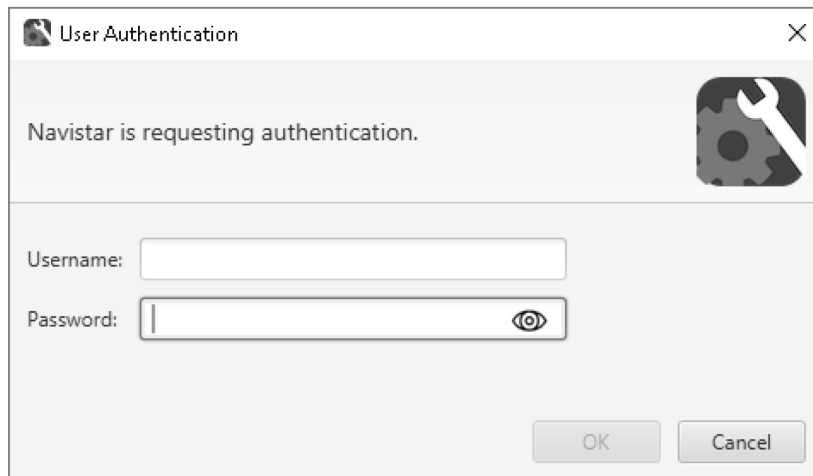 User Authentication
Navistar is requesting authentication.
Username:
Password:
OK
Cancel